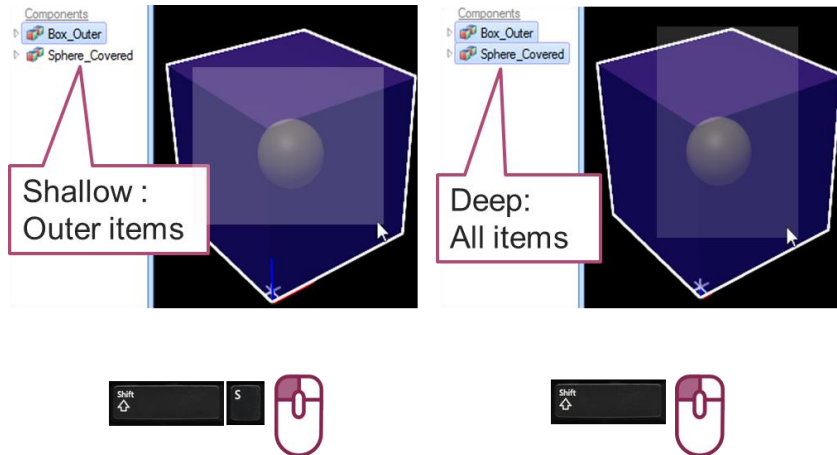 Components
Box_Outer
Sphere_Covered
Shallow :
Outer items
Components
Box_Outer
Sphere_Covered
Deep:
All items
Shift
S
Shift